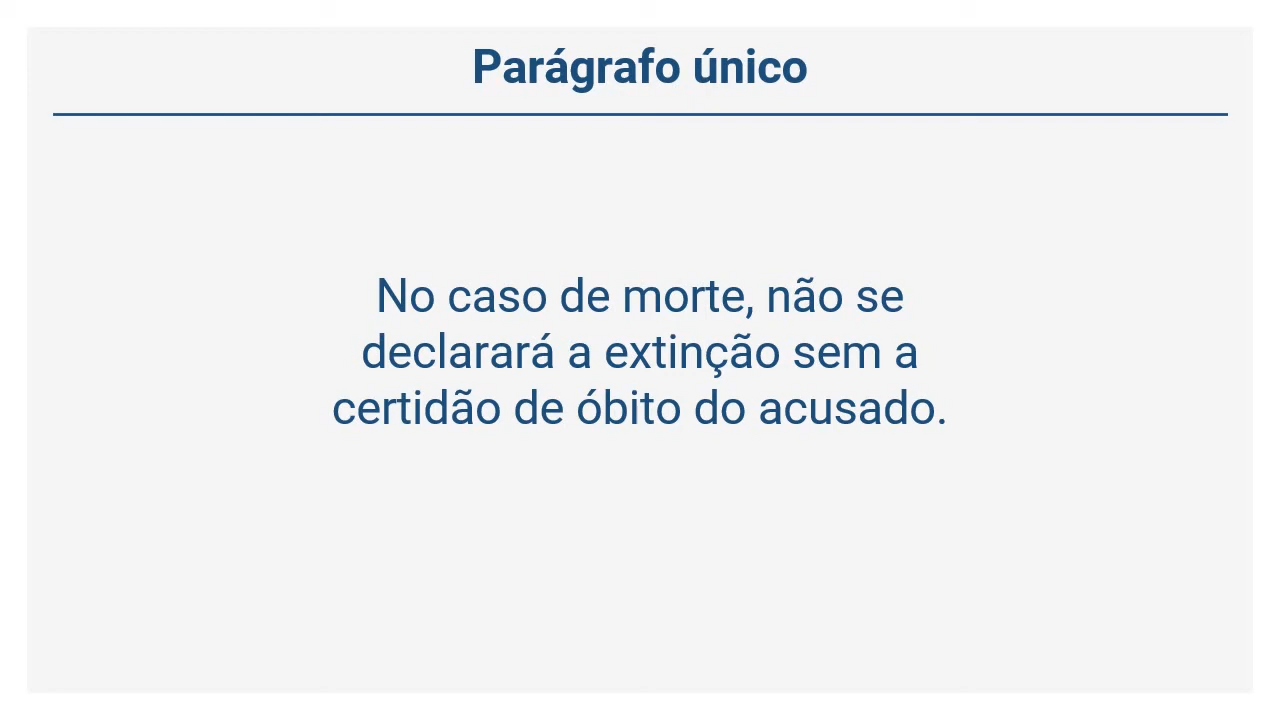 Parágrafo único
No caso de morte, não se
declarará a extinção sem a
certidão de óbito do acusado.